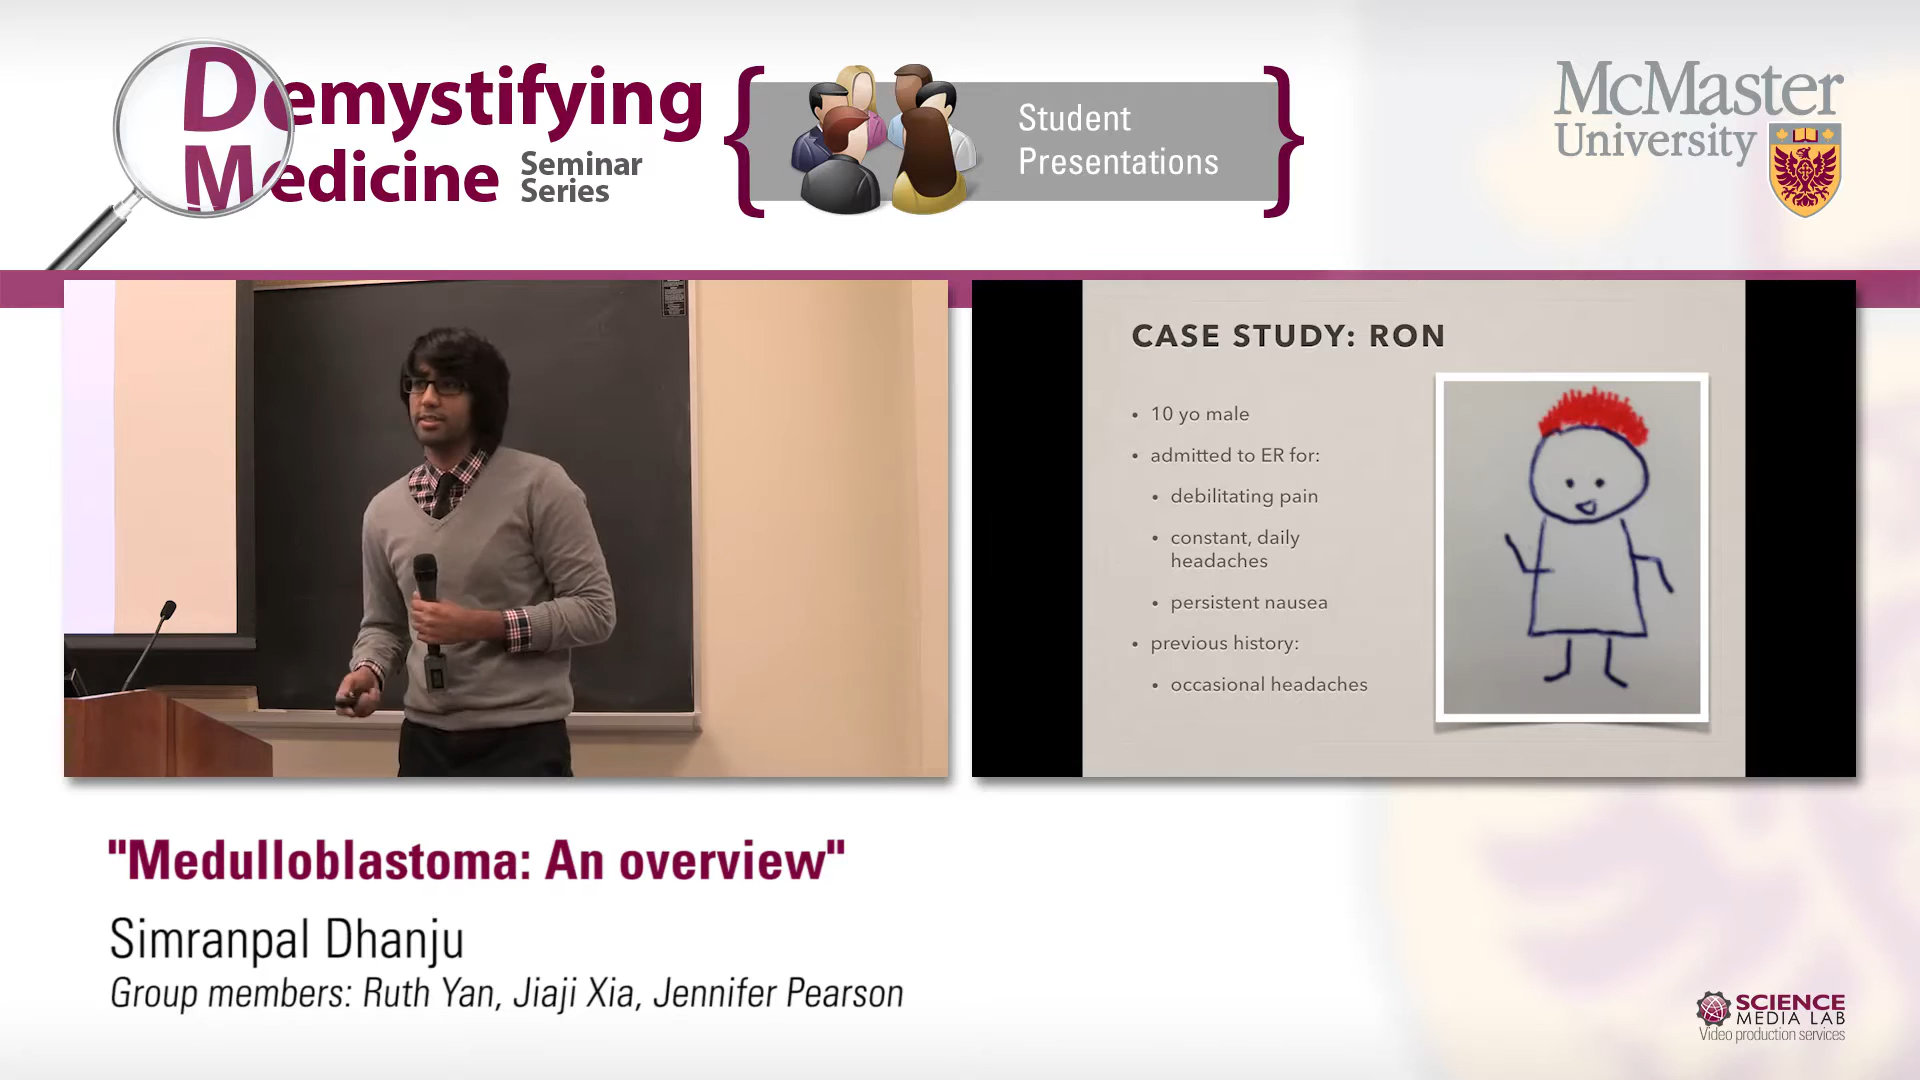 Demystifying
Medicine Seminar Series
Student
Presentations
McMaster
University
CASE STUDY: RON
• 10 yo male
• admitted to ER for:
• debilitating pain
• constant, daily
headaches
• persistent nausea
• previous history:
• occasional headaches
"Medulloblastoma: An overview"
Simranpal Dhanju
Group members: Ruth Yan, Jiaji Xia, Jennifer Pearson
SCIENCE
MEDIA LAB
Video production services